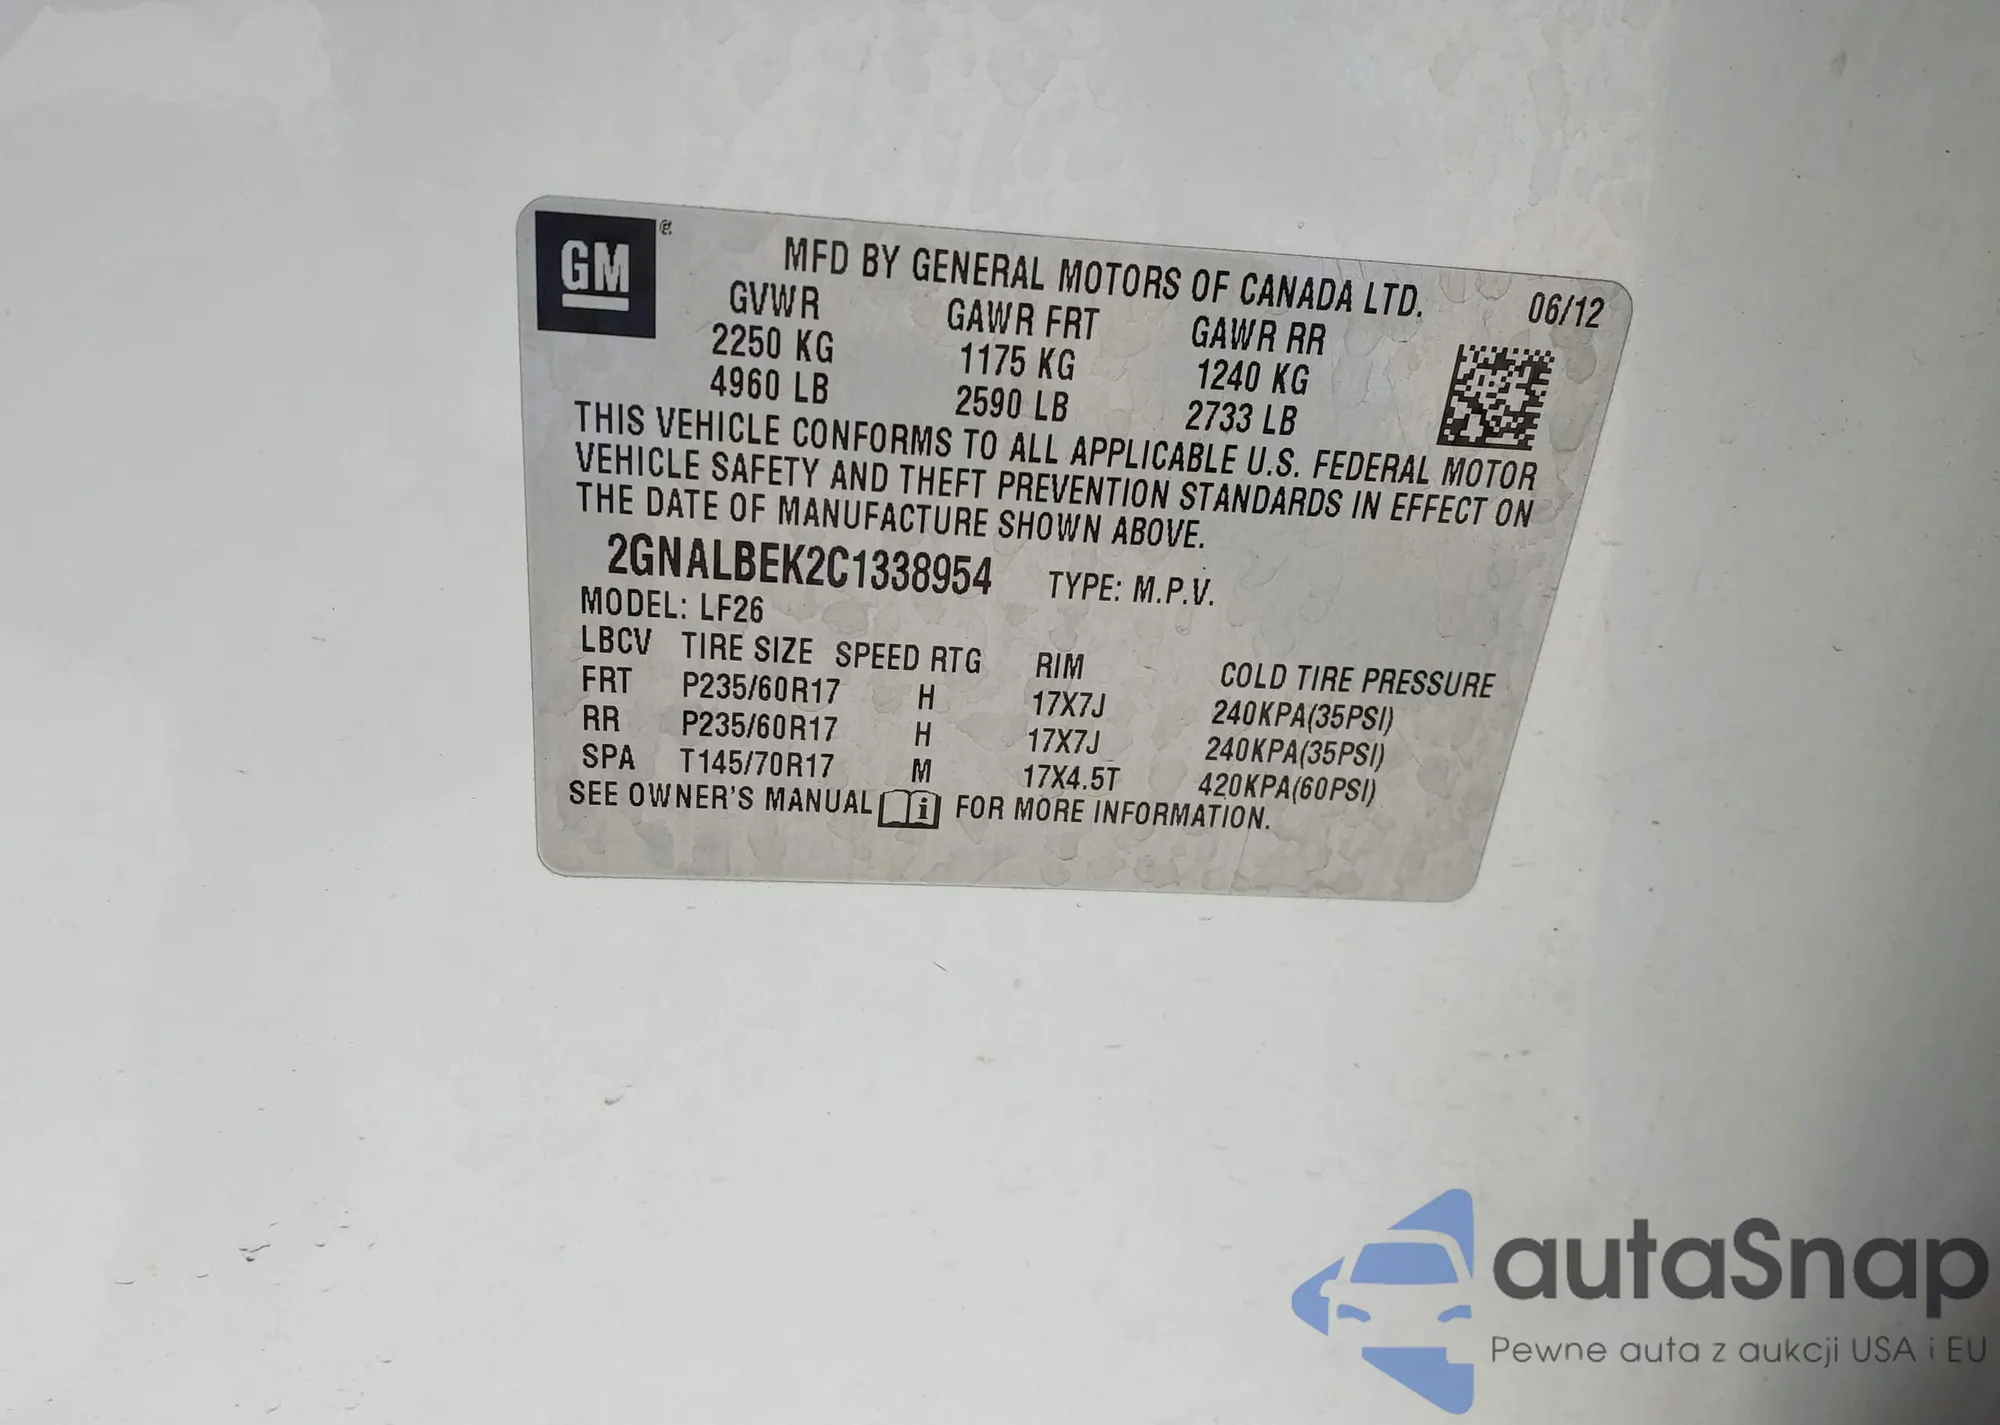 GM
MFD BY GENERAL MOTORS OF CANADA LTD. 06/12
GVWR GAWR FRT GAWR RR
2250 KG 1175 KG 1240 KG
4960 LB 2590 LB 2733 LB
THIS VEHICLE CONFORMS TO ALL APPLICABLE U.S. FEDERAL MOTOR
VEHICLE SAFETY AND THEFT PREVENTION STANDARDS IN EFFECT ON
THE DATE OF MANUFACTURE SHOWN ABOVE.
2GNALBEK2C1338954 TYPE: M.P.V.
MODEL: LF26
LBCV TIRE SIZE SPEED RTG RIM COLD TIRE PRESSURE
FRT P235/60R17 H 17X7J 240KPA(35PSI)
RR P235/60R17 H 17X7J 240KPA(35PSI)
SPA T145/70R17 M 17X4.5T 420KPA(60PSI)
SEE OWNER'S MANUAL i FOR MORE INFORMATION.
autaSnap
Pewne auta z aukcji USA i EU